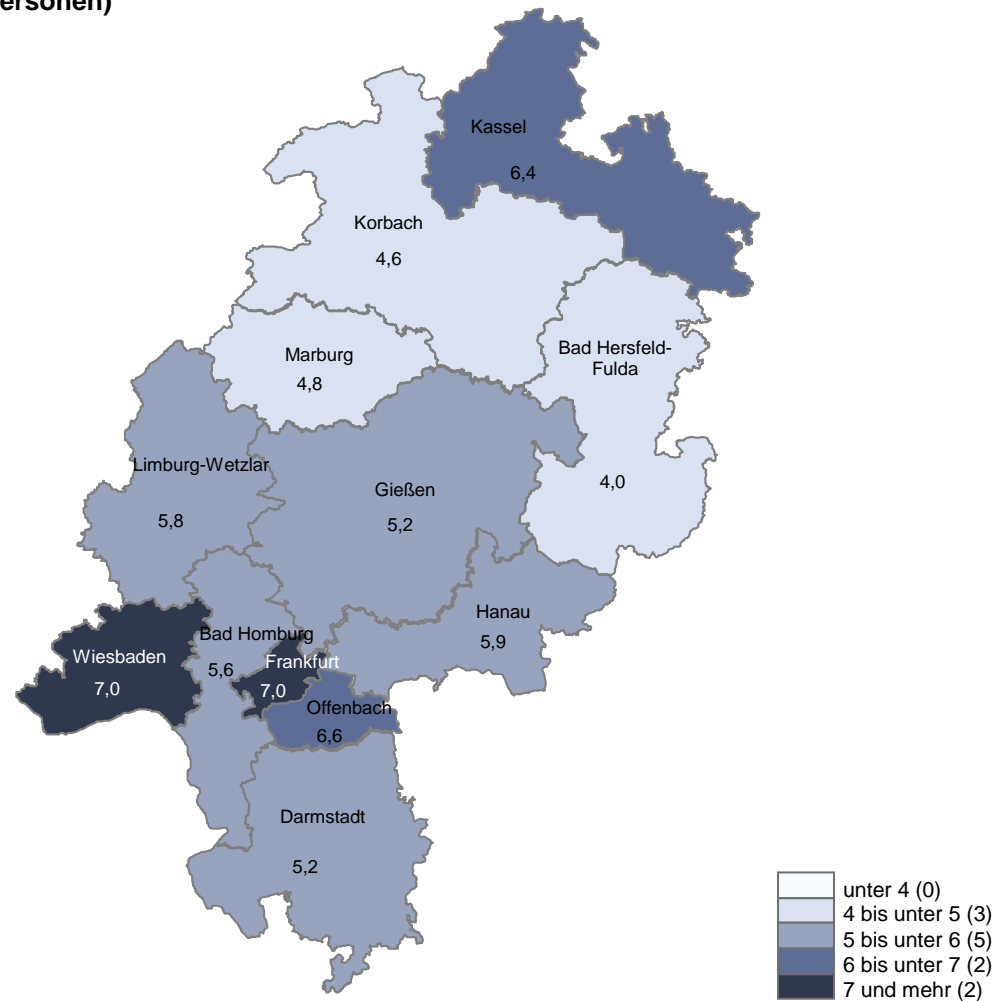 ersonen)
Kassel
6,4
Korbach
4,6
Marburg
4,8
Bad Hersfeld-
Fulda
4,0
Limburg-Wetzlar
5,8
Gießen
5,2
Hanau
5,9
Bad Homburg
5,6
Wiesbaden
7,0
Frankfurt
7,0
Offenbach
6,6
Darmstadt
5,2
unter 4 (0)
4 bis unter 5 (3)
5 bis unter 6 (5)
6 bis unter 7 (2)
7 und mehr (2)